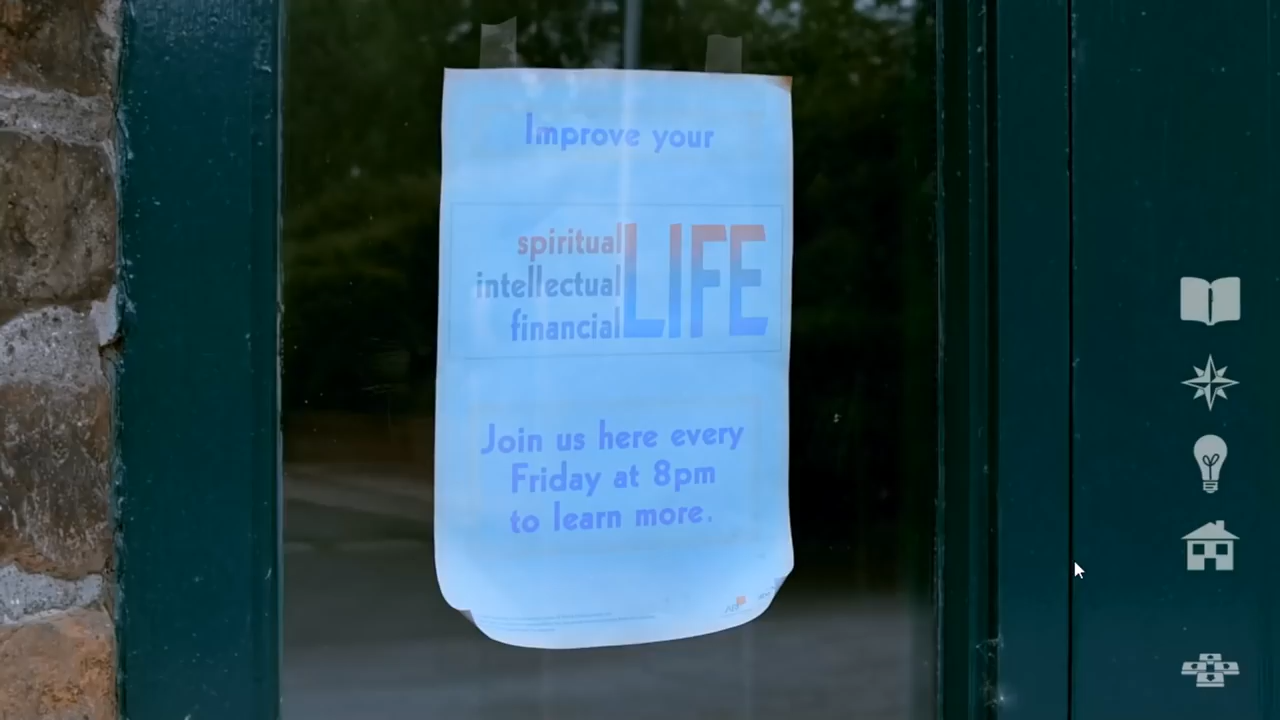 Improve your
spiritual
intellectual
financial
LIFE
Join us here every
Friday at 8pm
to learn more.